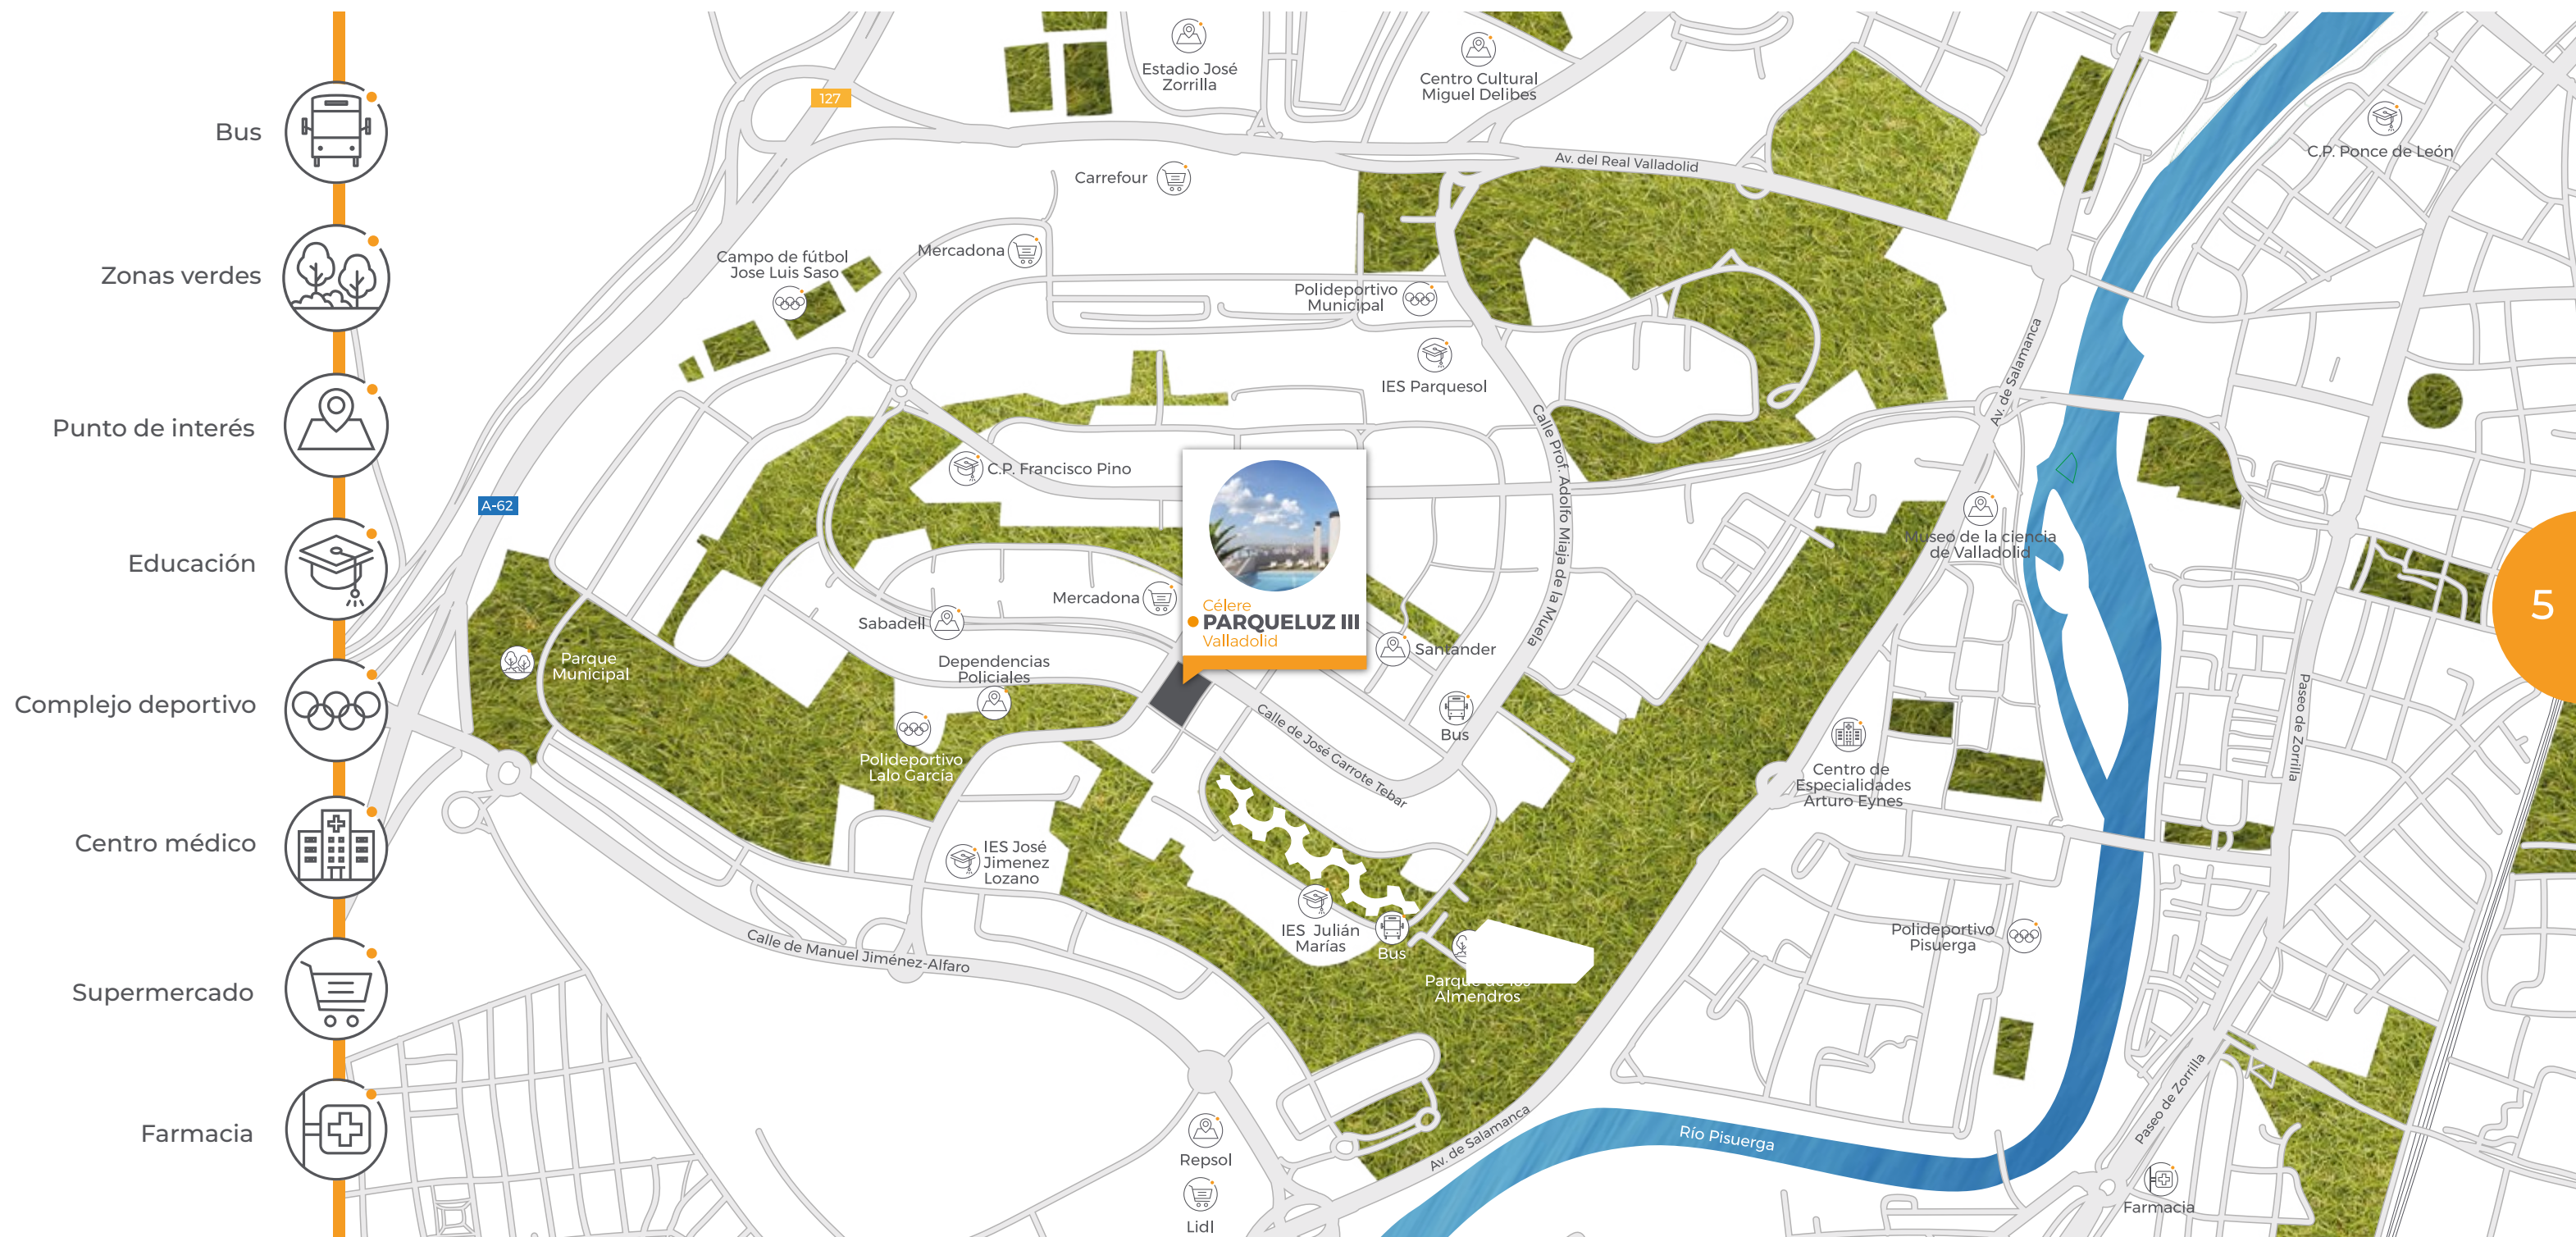 Bus
Zonas verdes
Punto de interés
Educación
Complejo deportivo
Centro médico
Supermercado
Farmacia
127
A-62
Estadio José
Zorrilla
Centro Cultural
Miguel Delibes
C.P. Ponce de León
Av. del Real Valladolid
Carrefour
Mercadona
Campo de fútbol
Jose Luis Saso
Polideportivo
Municipal
IES Parquesol
Av. de Salamanca
Calle Prof. Adolfo Miaja de la Muela
C.P. Francisco Pino
Museo de la ciencia
de Valladolid
Célere
PARQUELUZ III
Valladolid
Mercadona
Sabadell
Santander
Dependencias
Policiales
Parque
Municipal
Bus
Calle de José Garrote Tebar
Polideportivo
Lalo García
Centro de
Especialidades
Arturo Eynes
Paseo de Zorrilla
5
IES José
Jimenez
Lozano
IES Julián
Marías
Bus
Parque de los
Almendros
Polideportivo
Pisuerga
Calle de Manuel Jiménez-Alfaro
Río Pisuerga
Av. de Salamanca
Paseo de Zorrilla
Repsol
Lidl
Farmacia